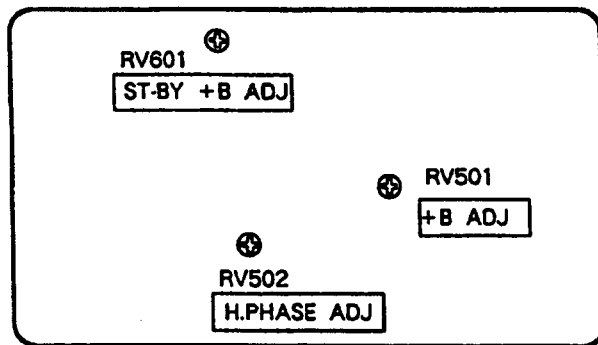 RV601
ST-BY +B ADJ
RV501
+B ADJ
RV502
H.PHASE ADJ